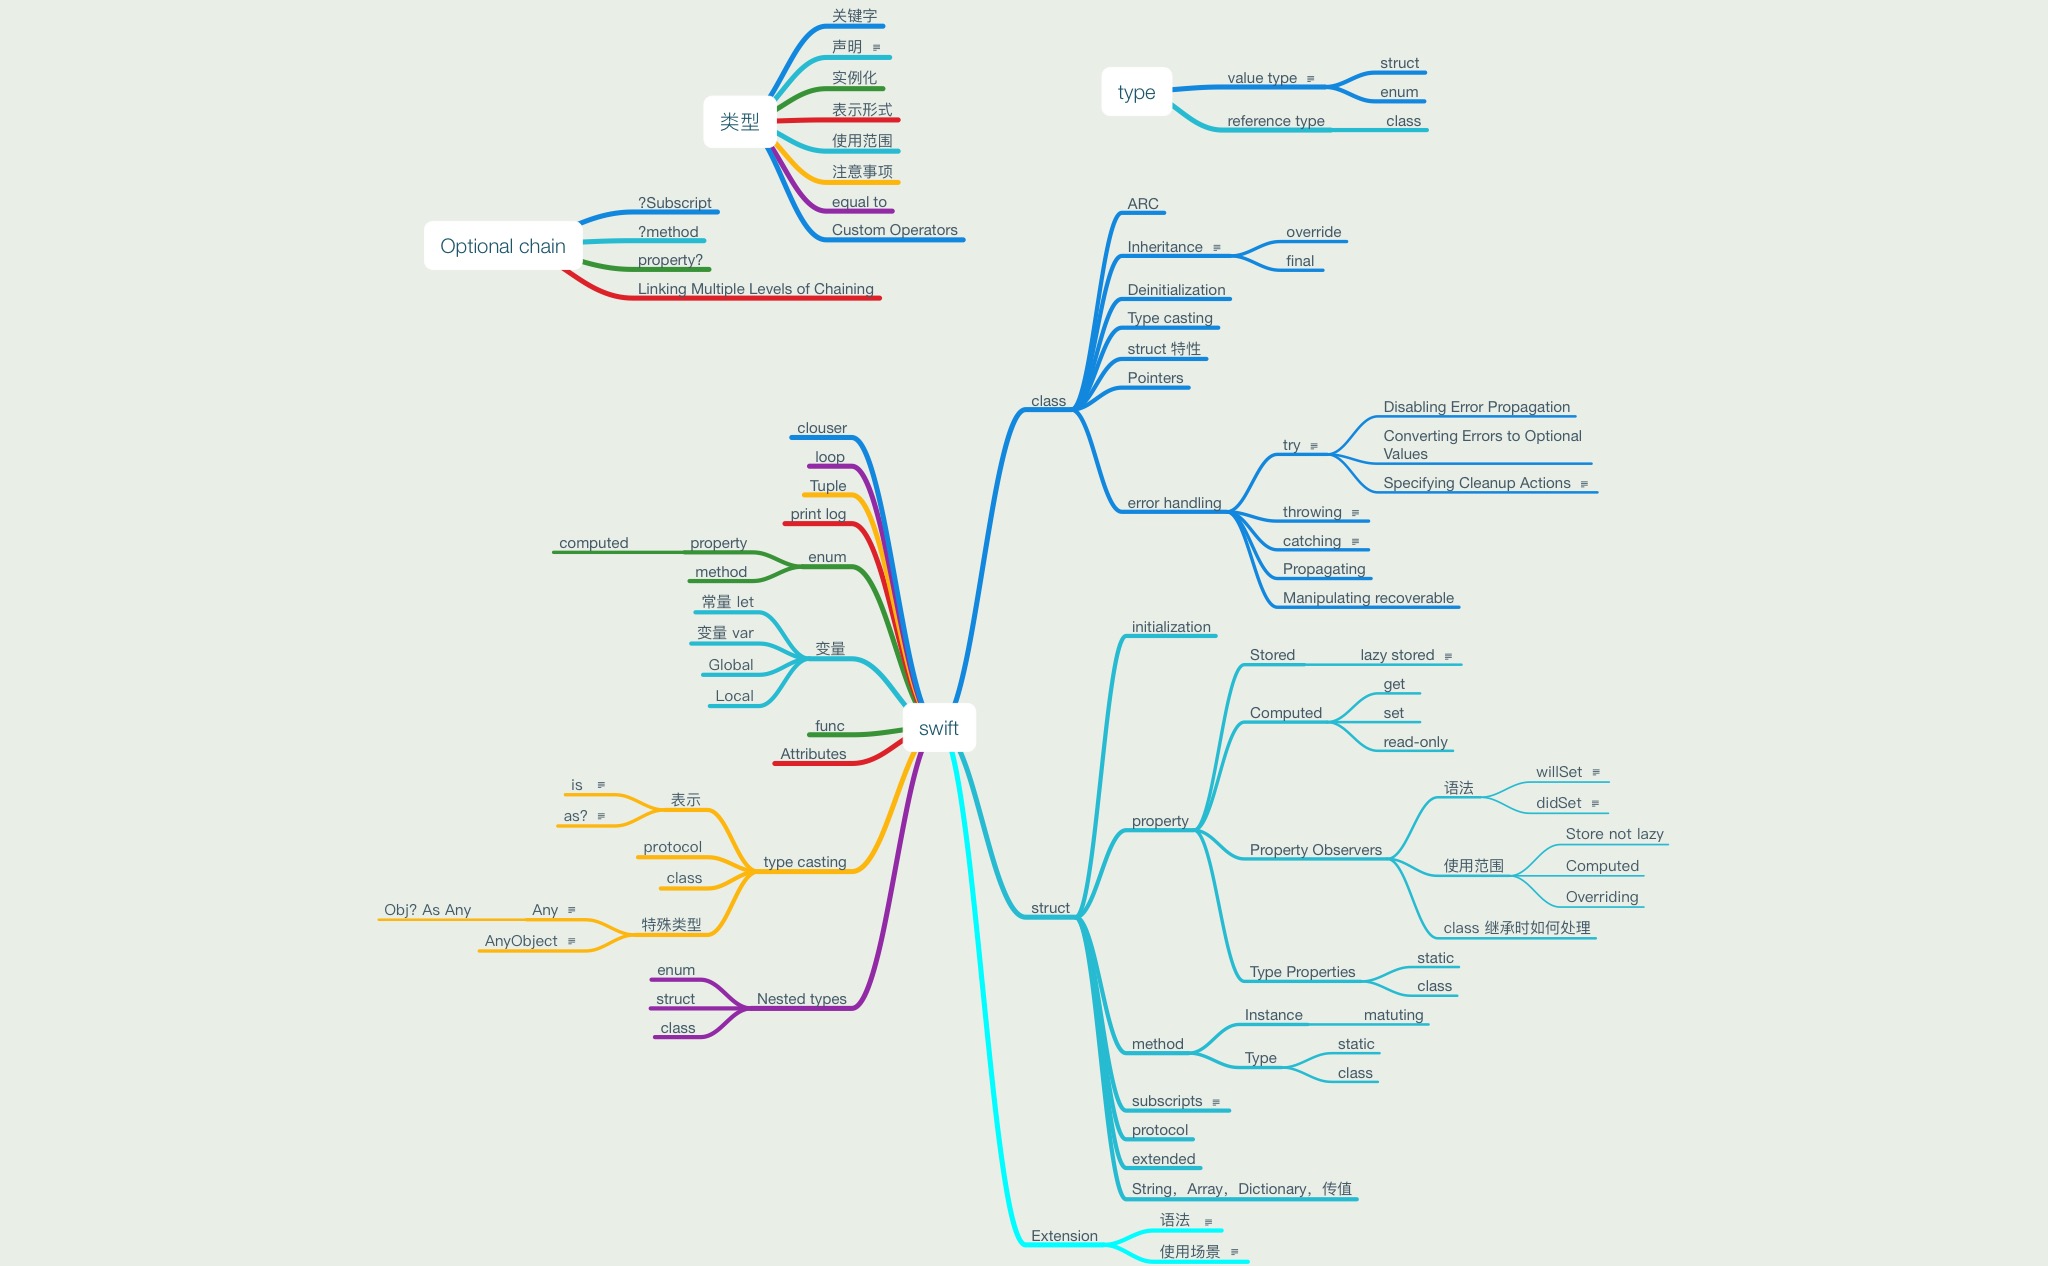 类型
关键字
声明
实例化
表示形式
使用范围
注意事项
equal to
Custom Operators
type
value type
struct
enum
reference type
class
Optional chain
?Subscript
?method
property?
Linking Multiple Levels of Chaining
swift
clouser
loop
Tuple
print log
enum
property
computed
method
变量
常量 let
变量 var
Global
Local
func
Attributes
type casting
表示
is
as?
protocol
class
特殊类型
Any
Obj? As Any
AnyObject
Nested types
enum
struct
class
class
ARC
Inheritance
override
final
Deinitialization
Type casting
struct 特性
Pointers
error handling
try
Disabling Error Propagation
Converting Errors to Optional
Values
Specifying Cleanup Actions
throwing
catching
Propagating
Manipulating recoverable
struct
initialization
property
Stored
lazy stored
Computed
get
set
read-only
Property Observers
语法
willSet
didSet
使用范围
Store not lazy
Computed
Overriding
class 继承时如何处理
Type Properties
static
class
method
Instance
matuting
Type
static
class
subscripts
protocol
extended
String，Array，Dictionary，传值
Extension
语法
使用场景